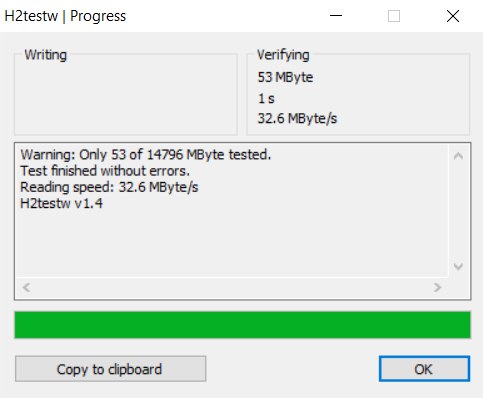 H2testw | Progress
Writing
Verifying
53 MByte
1 s
32.6 MByte/s
Warning: Only 53 of 14796 MByte tested.
Test finished without errors.
Reading speed: 32.6 MByte/s
H2testw v1.4
Copy to clipboard
OK